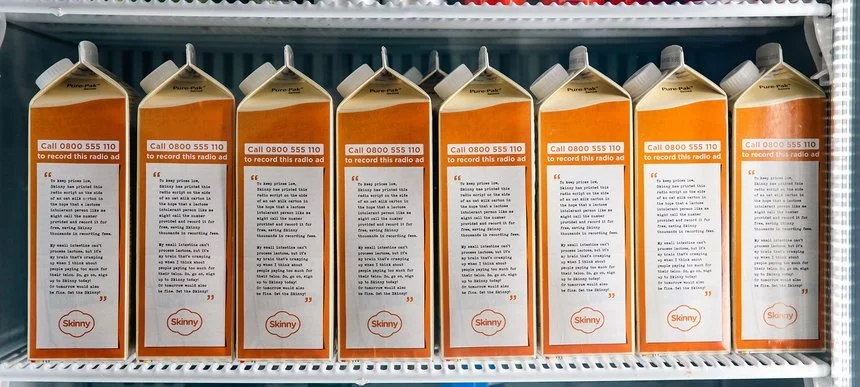 Pure-Pak
Call 0800 555 110
to record this radio ad
“
To keep prices low,
Skinny has printed this
radio script on the side
of an oat milk carton in
the hope that a lactose
intolerant person like me
might call the number
provided and record it for
free, saving Skinny
thousands in recording fees.
My small intestine can't
process lactose, but it's
my brain that's cramping
up when I think about
people paying too much for
their telco. So, go on, sign
up to Skinny today!
Or tomorrow would also
be fine. Get the Skinny!
”
Skinny